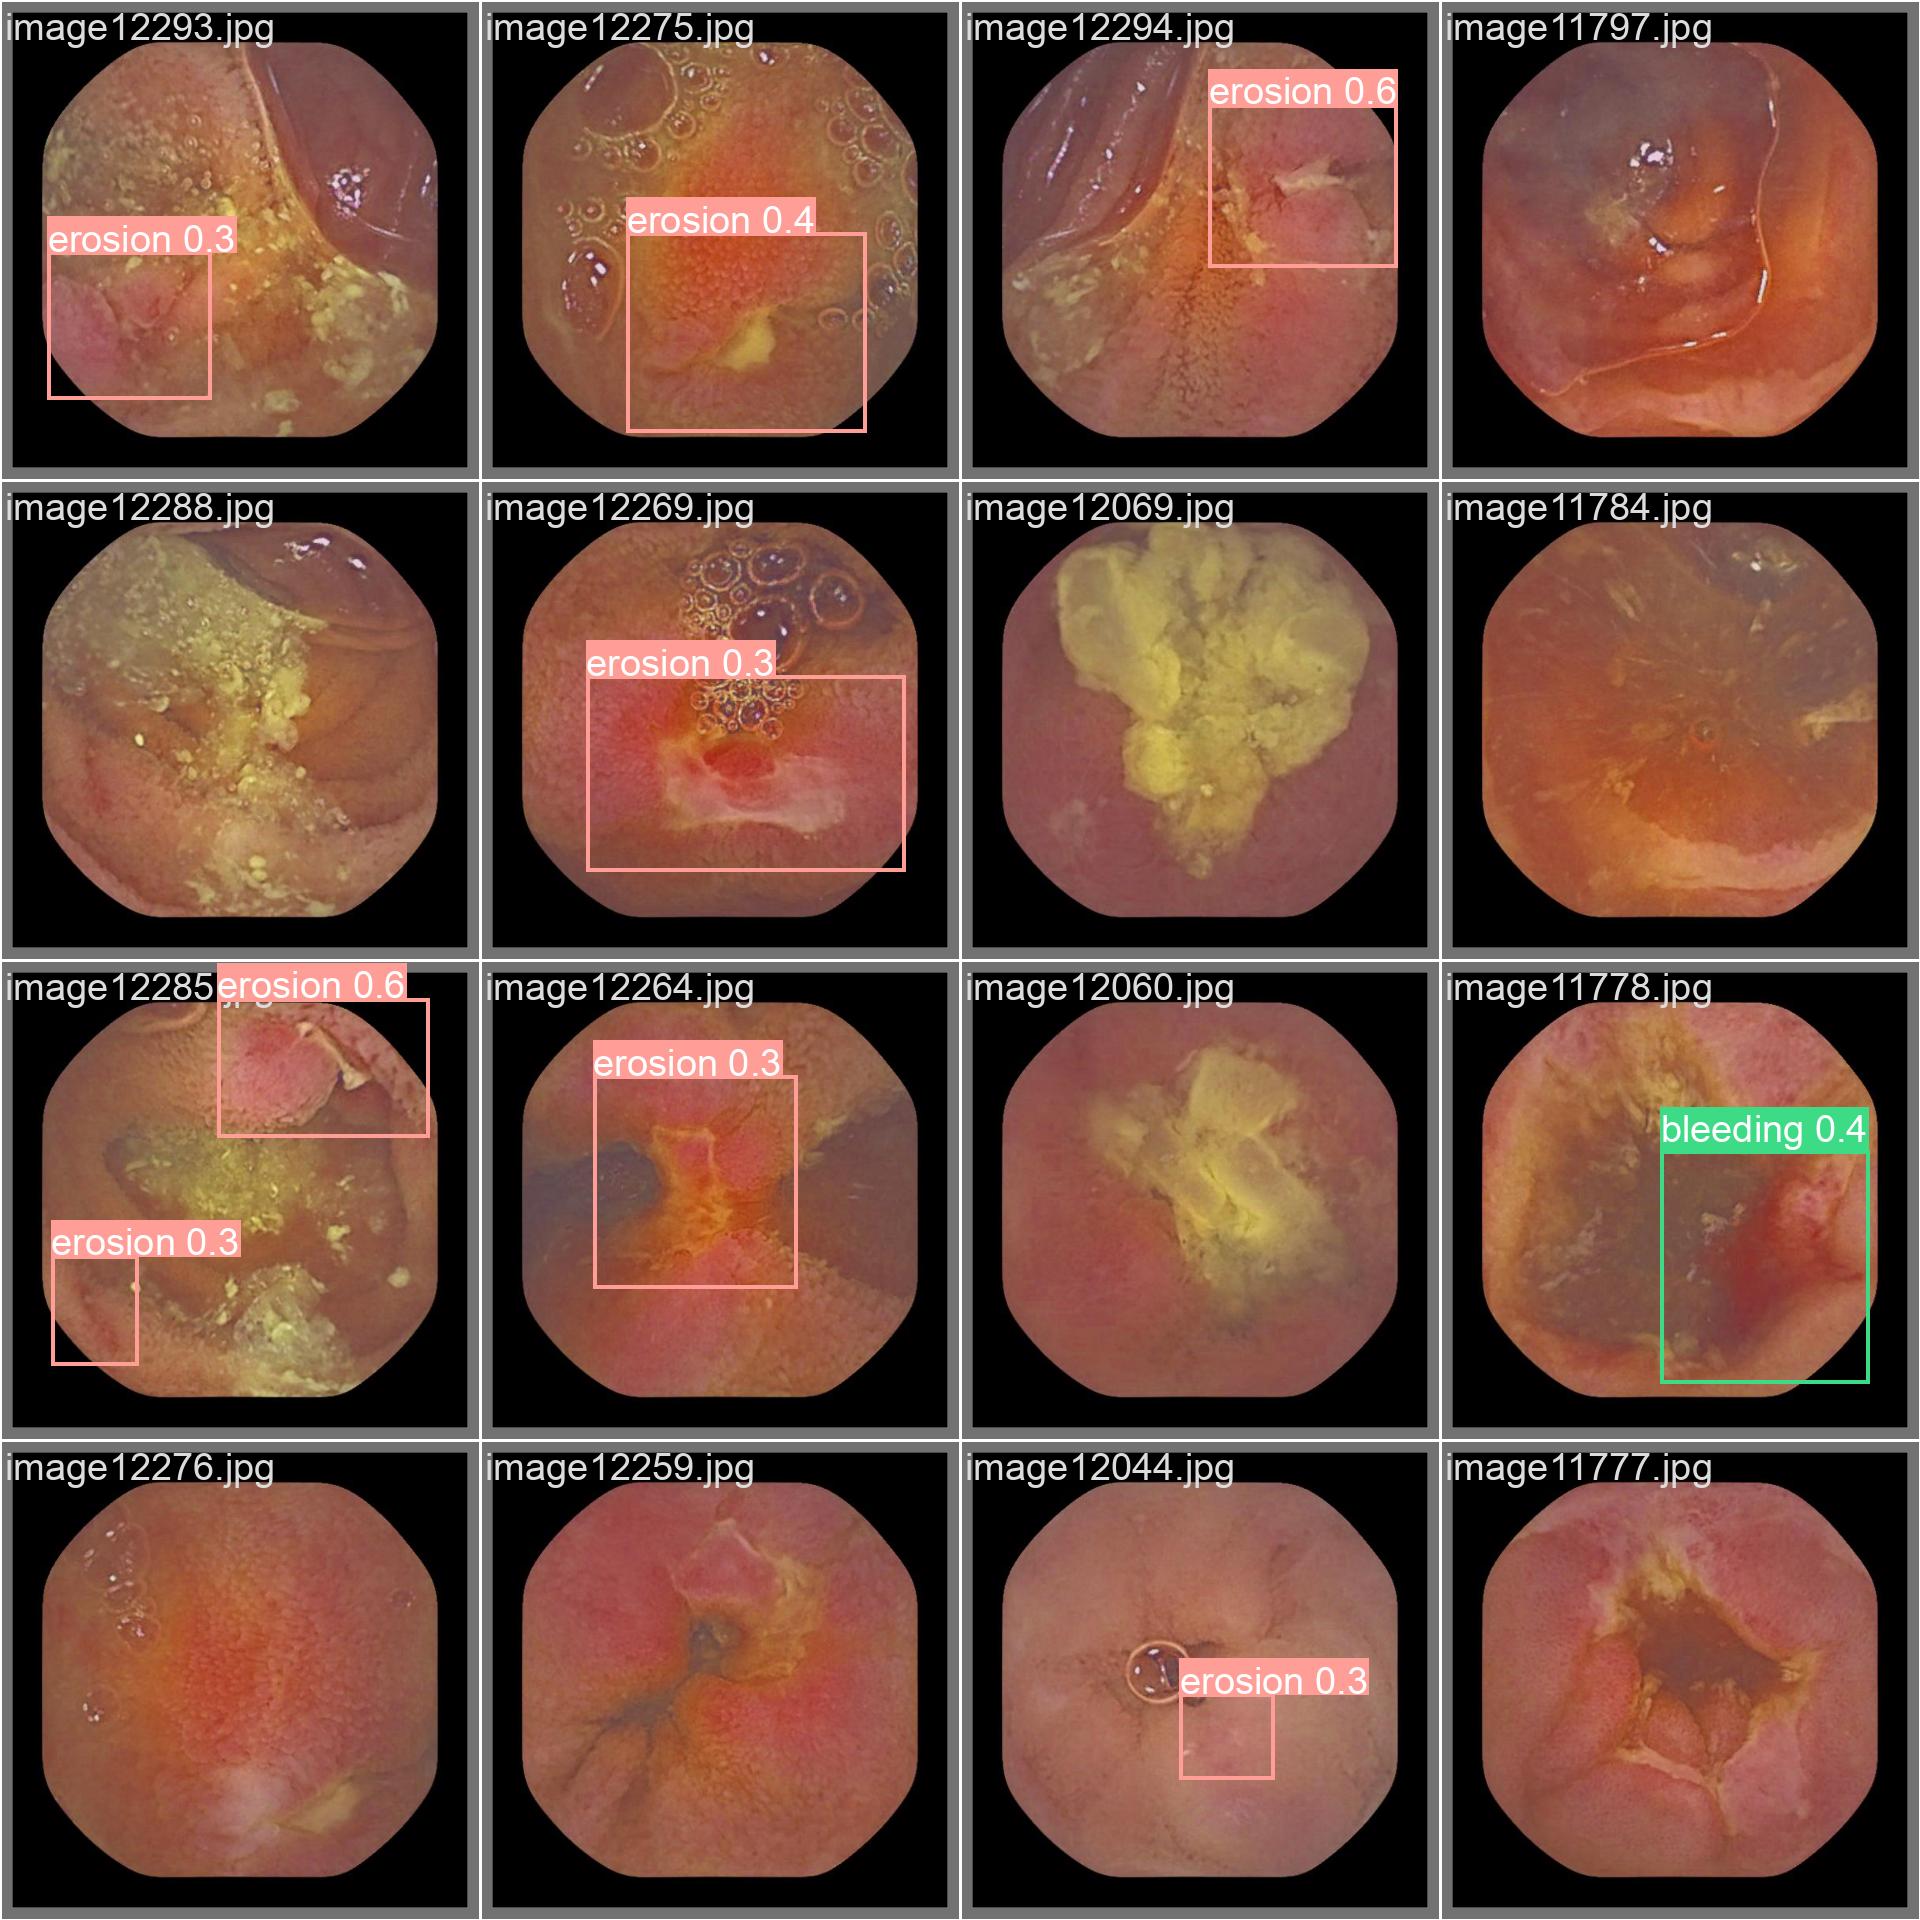 image12293.jpg
erosion 0.3
image12275.jpg
erosion 0.4
image12294.jpg
erosion 0.6
image11797.jpg
image12288.jpg
image12269.jpg
erosion 0.3
image12069.jpg
image11784.jpg
image12285
erosion 0.6
erosion 0.3
image12264.jpg
erosion 0.3
image12060.jpg
image11778.jpg
bleeding 0.4
image12276.jpg
image12259.jpg
image12044.jpg
erosion 0.3
image11777.jpg